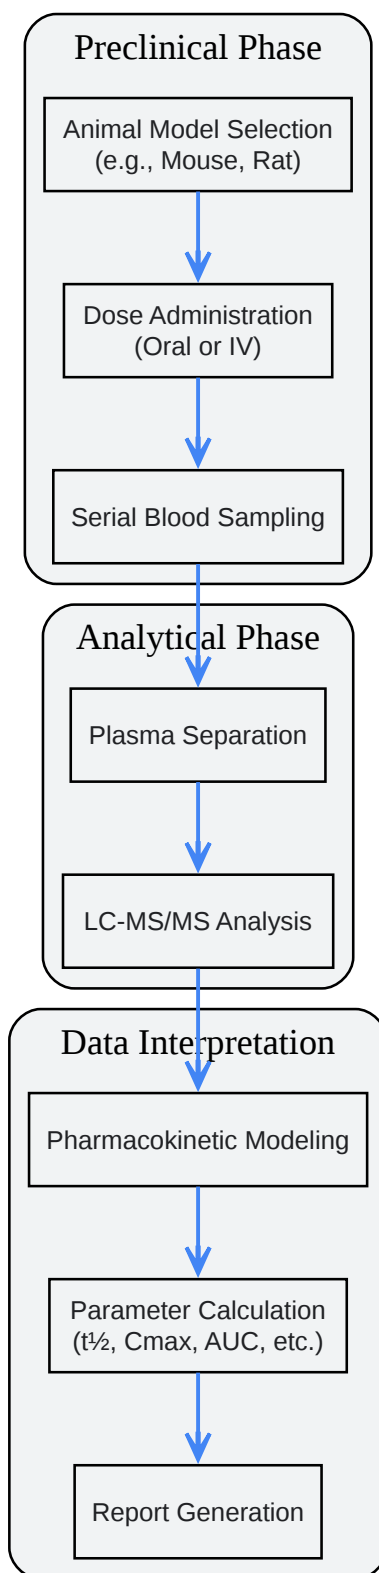 Preclinical Phase
Animal Model Selection
(e.g., Mouse, Rat)
Dose Administration
(Oral or IV)
Serial Blood Sampling
Analytical Phase
Plasma Separation
LC-MS/MS Analysis
Data Interpretation
Pharmacokinetic Modeling
Parameter Calculation
(t½, Cmax, AUC, etc.)
Report Generation